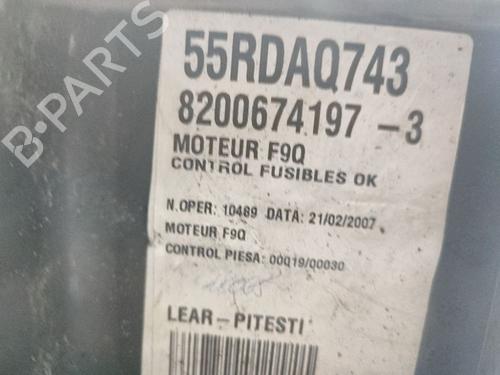 B-PARTS
55RDAQ743
8200674197 -3
MOTEUR F9Q
CONTROL FUSIBLES OK
N.OPER: 10489 DATA: 21/02/2007
MOTEUR F9Q
CONTROL PIESA: 00019/00030
LEAR-PITESTI